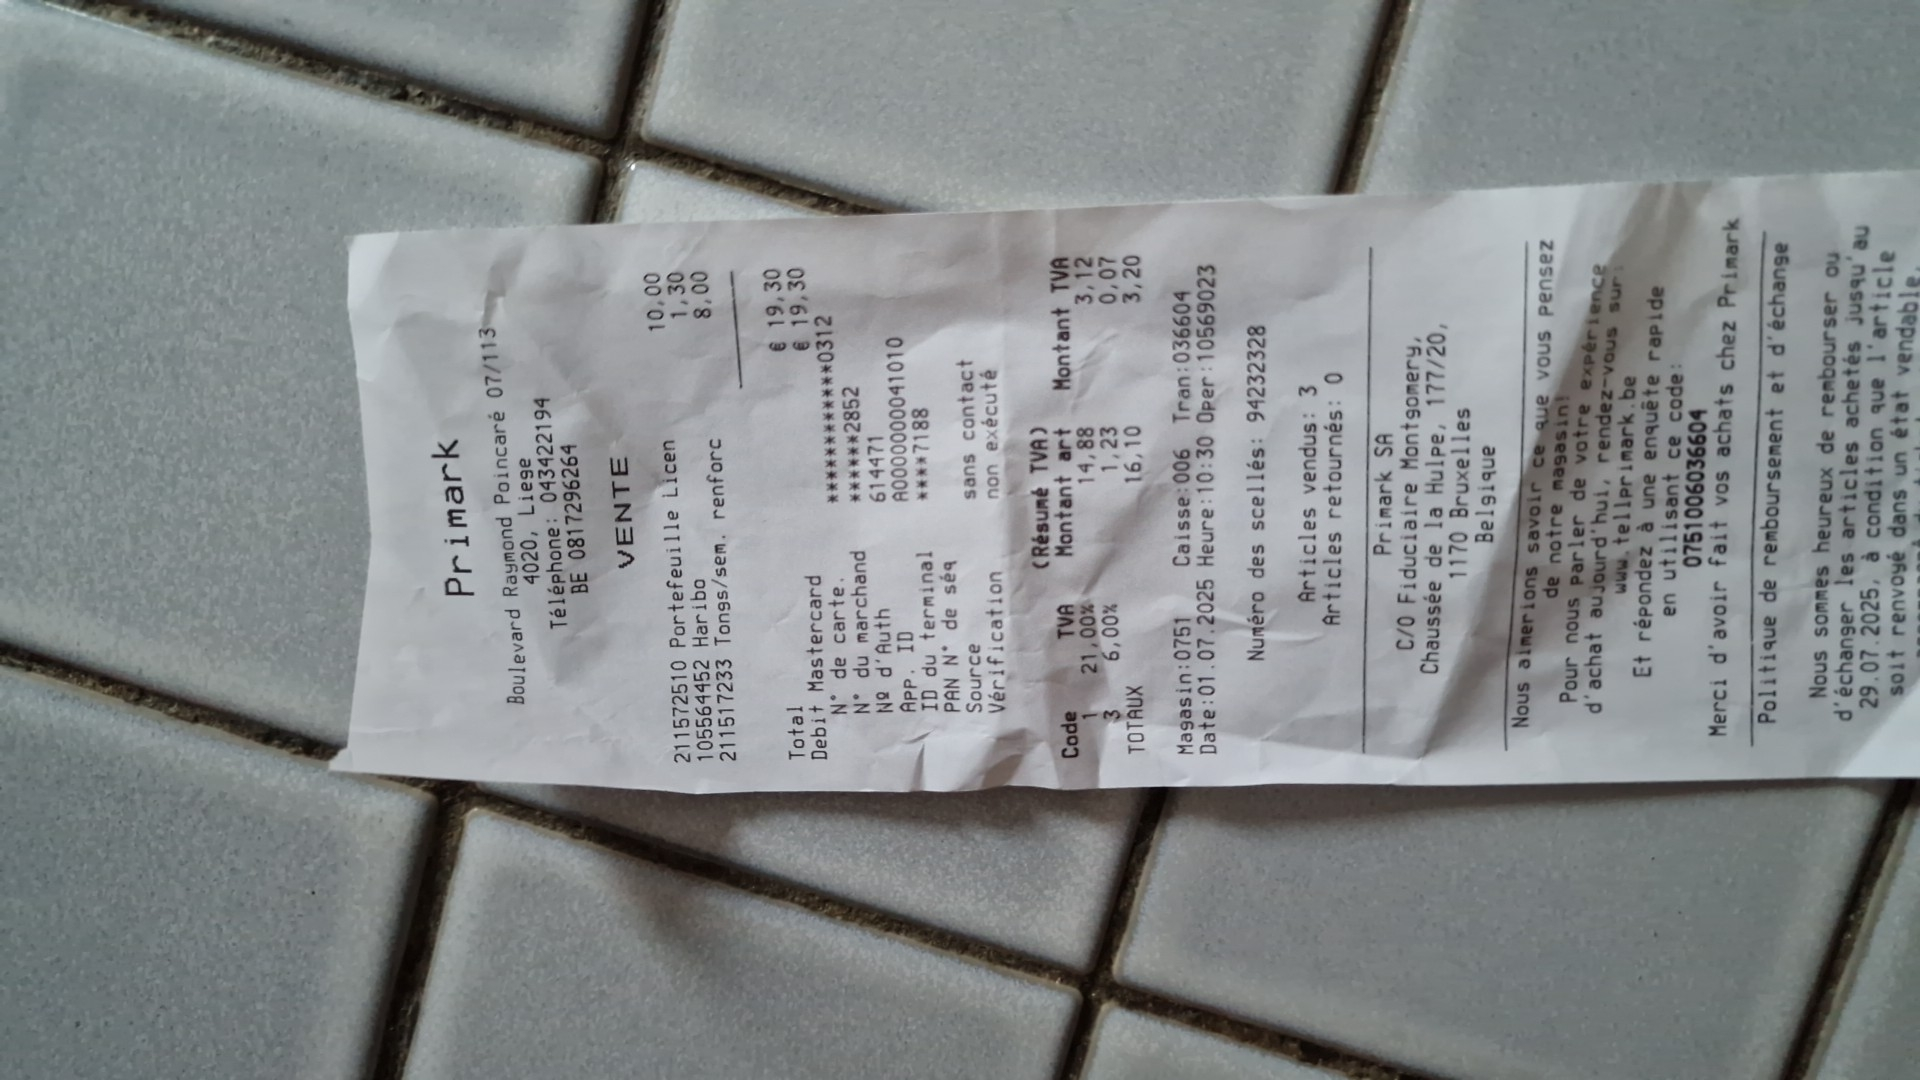 Primark
Boulevard Raymond Poincaré 07/113
4020, Liege
Téléphone: 043422194
BE 0817296264
VENTE
211572510 Portefeuille Licen 10,00
105564452 Haribo 1,30
211517233 Tongs/sem. renforc 8,00
Total € 19,30
Debit Mastercard € 19,30
N° de carte. ************0312
N° du marchand ******2852
Nº d'Auth 614471
APP. ID A0000000041010
ID du terminal ****7188
PAN N° de séq
Source sans contact
Vérification non exécuté
(Résumé TVA)
Code TVA Montant art Montant TVA
1 21,00% 14,88 3,12
3 6,00% 1,23 0,07
TOTAUX 16,10 3,20
Magasin:0751 Caisse:006 Tran:036604
Date:01.07.2025 Heure:10:30 Oper:10569023
Numéro des scellés: 94232328
Articles vendus: 3
Articles retournés: 0
Primark SA
C/O Fiduciaire Montgomery,
Chaussée de la Hulpe, 177/20,
1170 Bruxelles
Belgique
Nous aimerions savoir ce que vous pensez
de notre magasin!
Pour nous parler de votre expérience
d'achat aujourd'hui, rendez-vous sur:
www.tellprimark.be
Et répondez à une enquête rapide
en utilisant ce code:
0751006036604
Merci d'avoir fait vos achats chez Primark
Politique de remboursement et d'échange
Nous sommes heureux de rembourser ou
d'échanger les articles achetés jusqu'au
29.07.2025, à condition que l'article
soit renvoyé dans un état vendable,